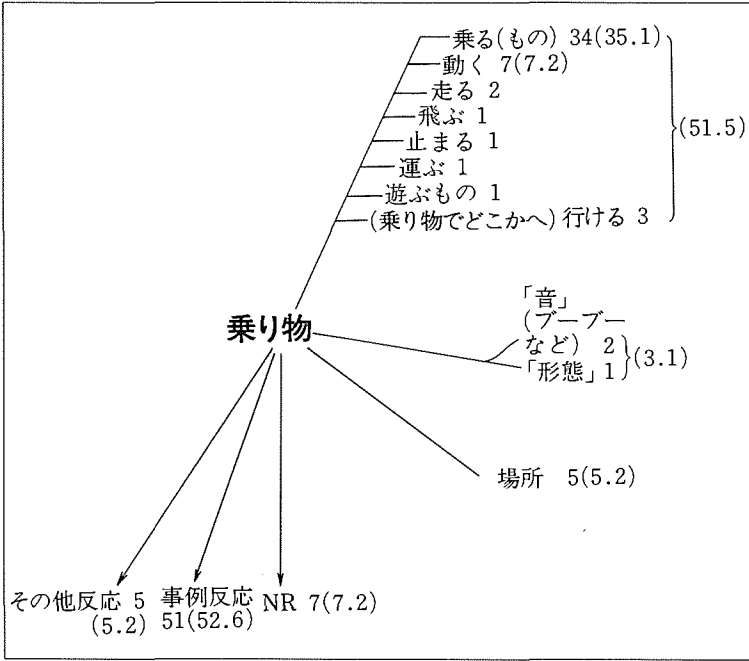 乗る(もの) 34(35.1)
動く 7(7.2)
走る 2
飛ぶ 1
止まる 1
運ぶ 1
遊ぶもの 1
(乗り物でどこかへ)行ける 3
(51.5)
乗り物
「音」
(ブーブー
など) 2
「形態」1
(3.1)
場所 5(5.2)
その他反応 5
(5.2)
事例反応
51(52.6)
NR 7(7.2)